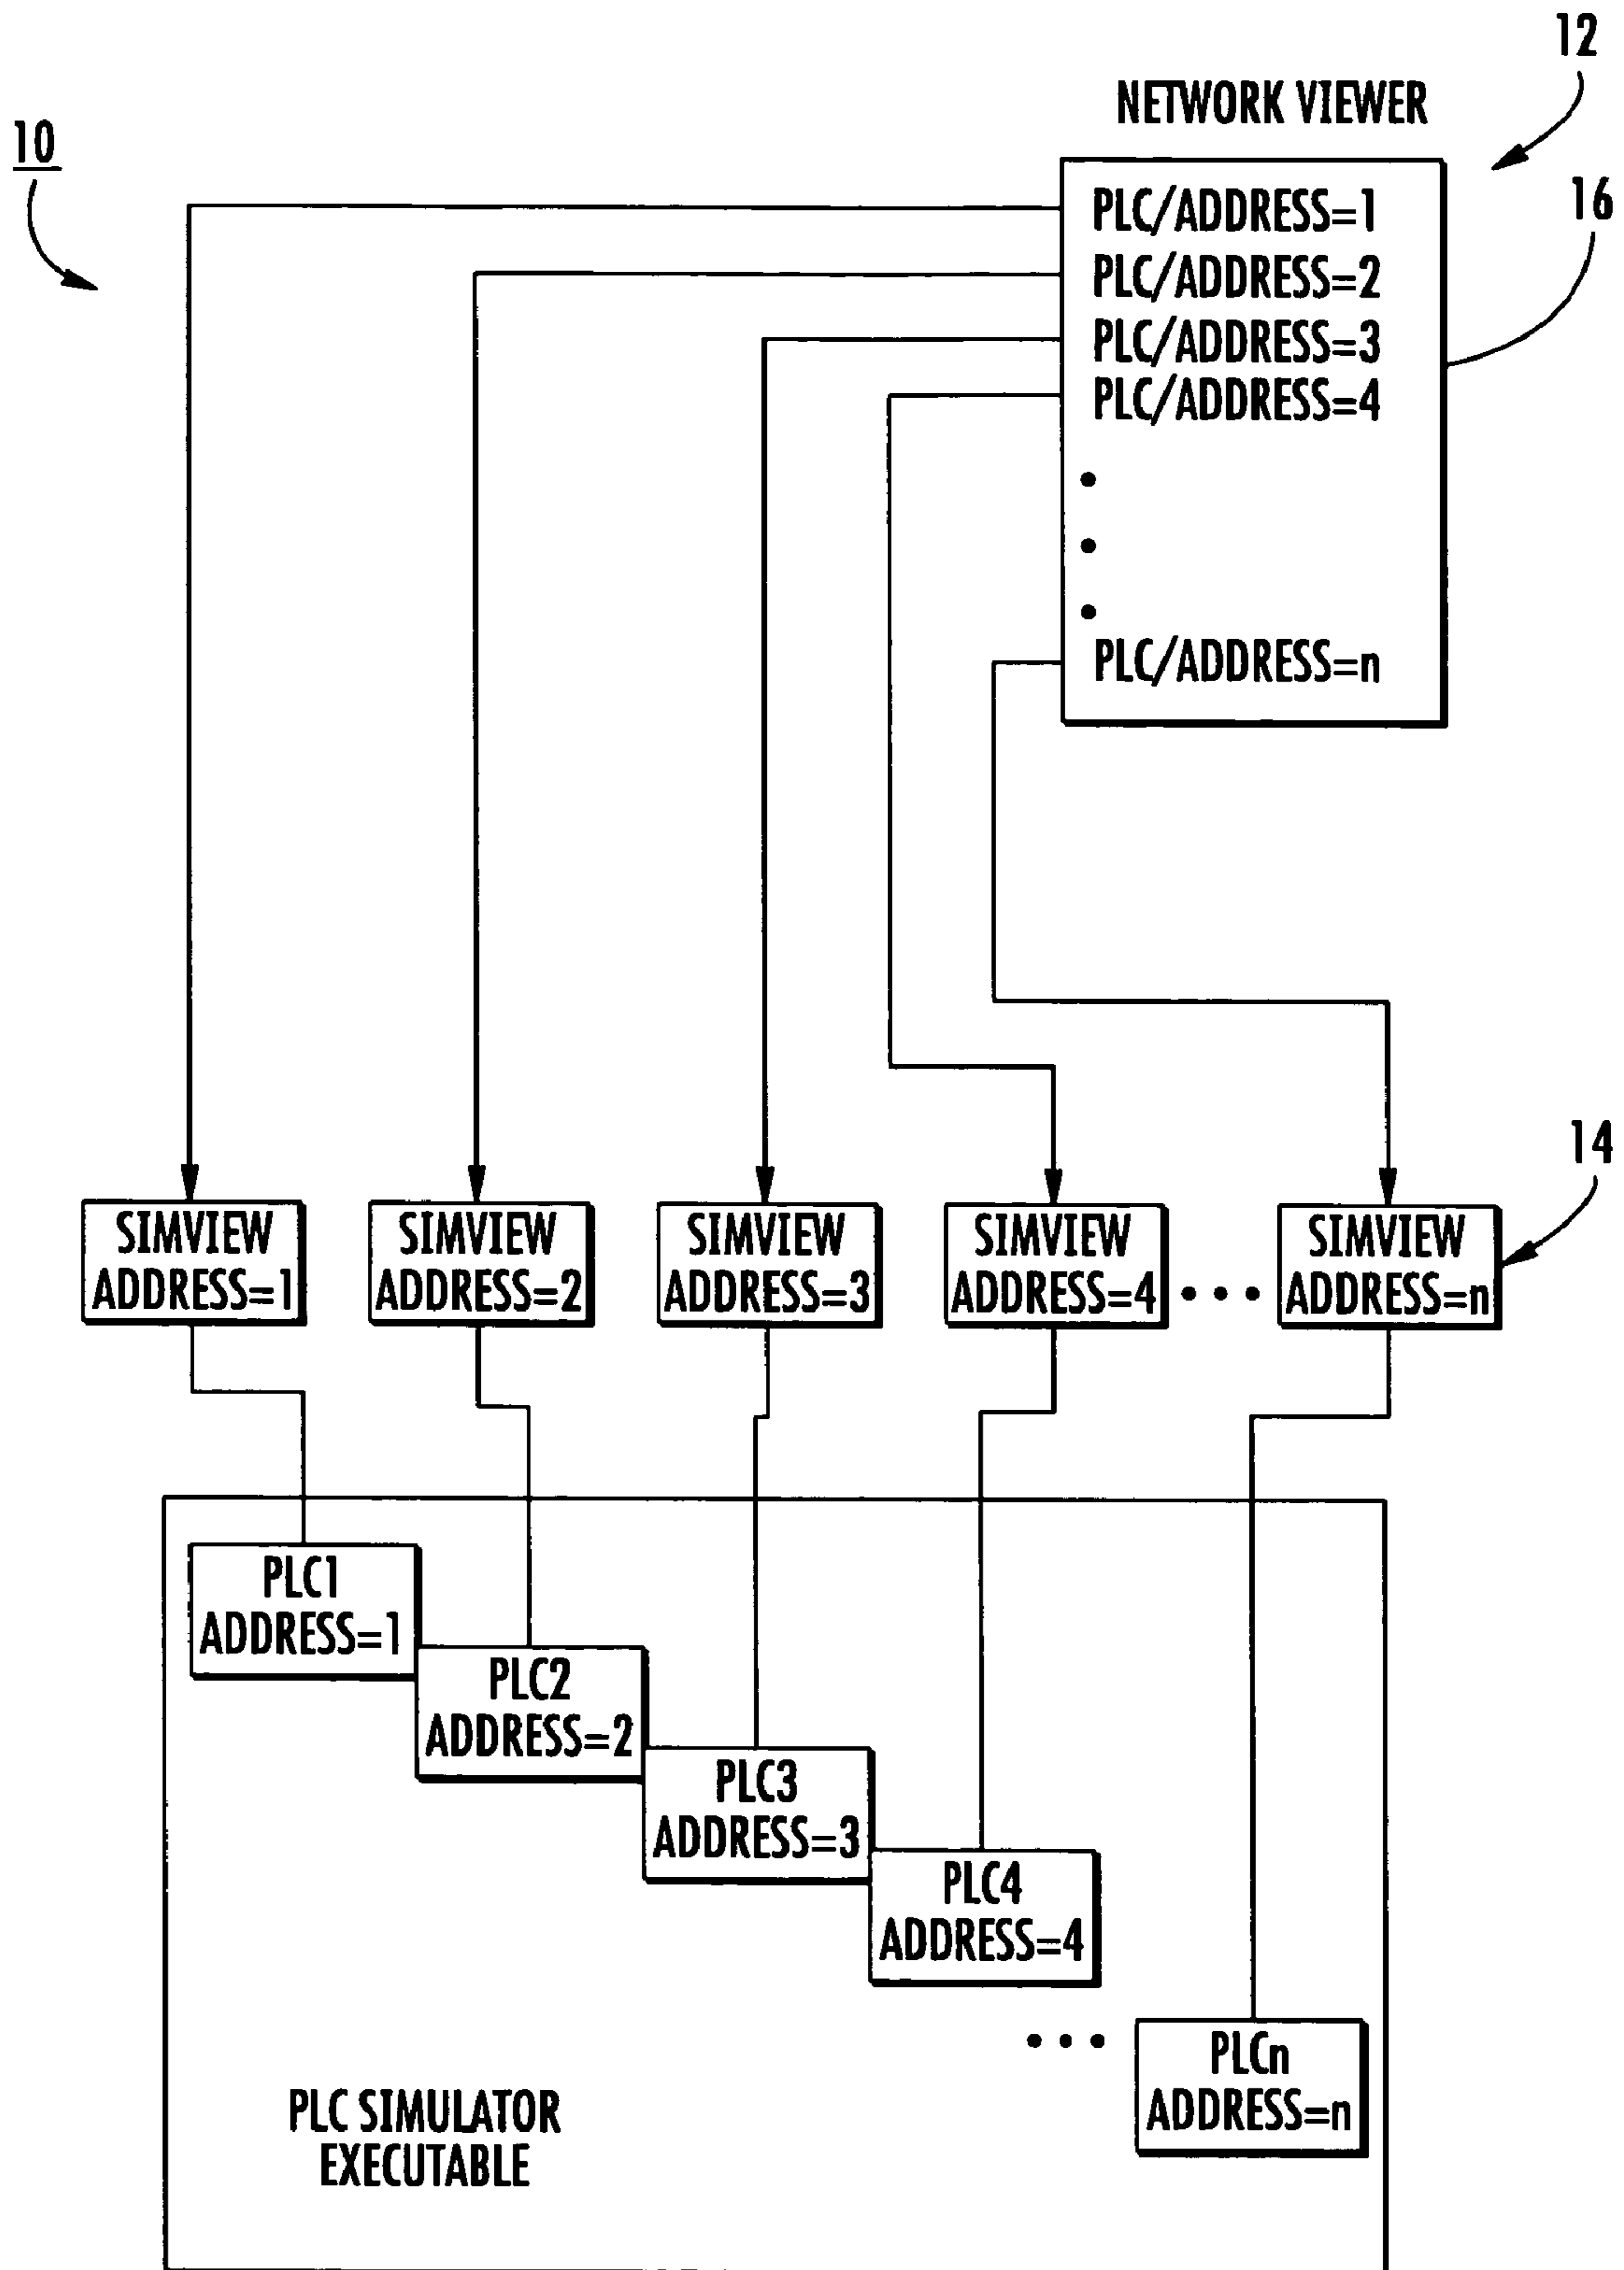 12
NETWORK VIEWER
10
16
PLC/ADDRESS=1
PLC/ADDRESS=2
PLC/ADDRESS=3
PLC/ADDRESS=4
PLC/ADDRESS=n
14
SIMVIEW
ADDRESS=1
SIMVIEW
ADDRESS=2
SIMVIEW
ADDRESS=3
SIMVIEW
ADDRESS=4
• • •
SIMVIEW
ADDRESS=n
PLC1
ADDRESS=1
PLC2
ADDRESS=2
PLC3
ADDRESS=3
PLC4
ADDRESS=4
• • •
PLCn
ADDRESS=n
PLC SIMULATOR
EXECUTABLE